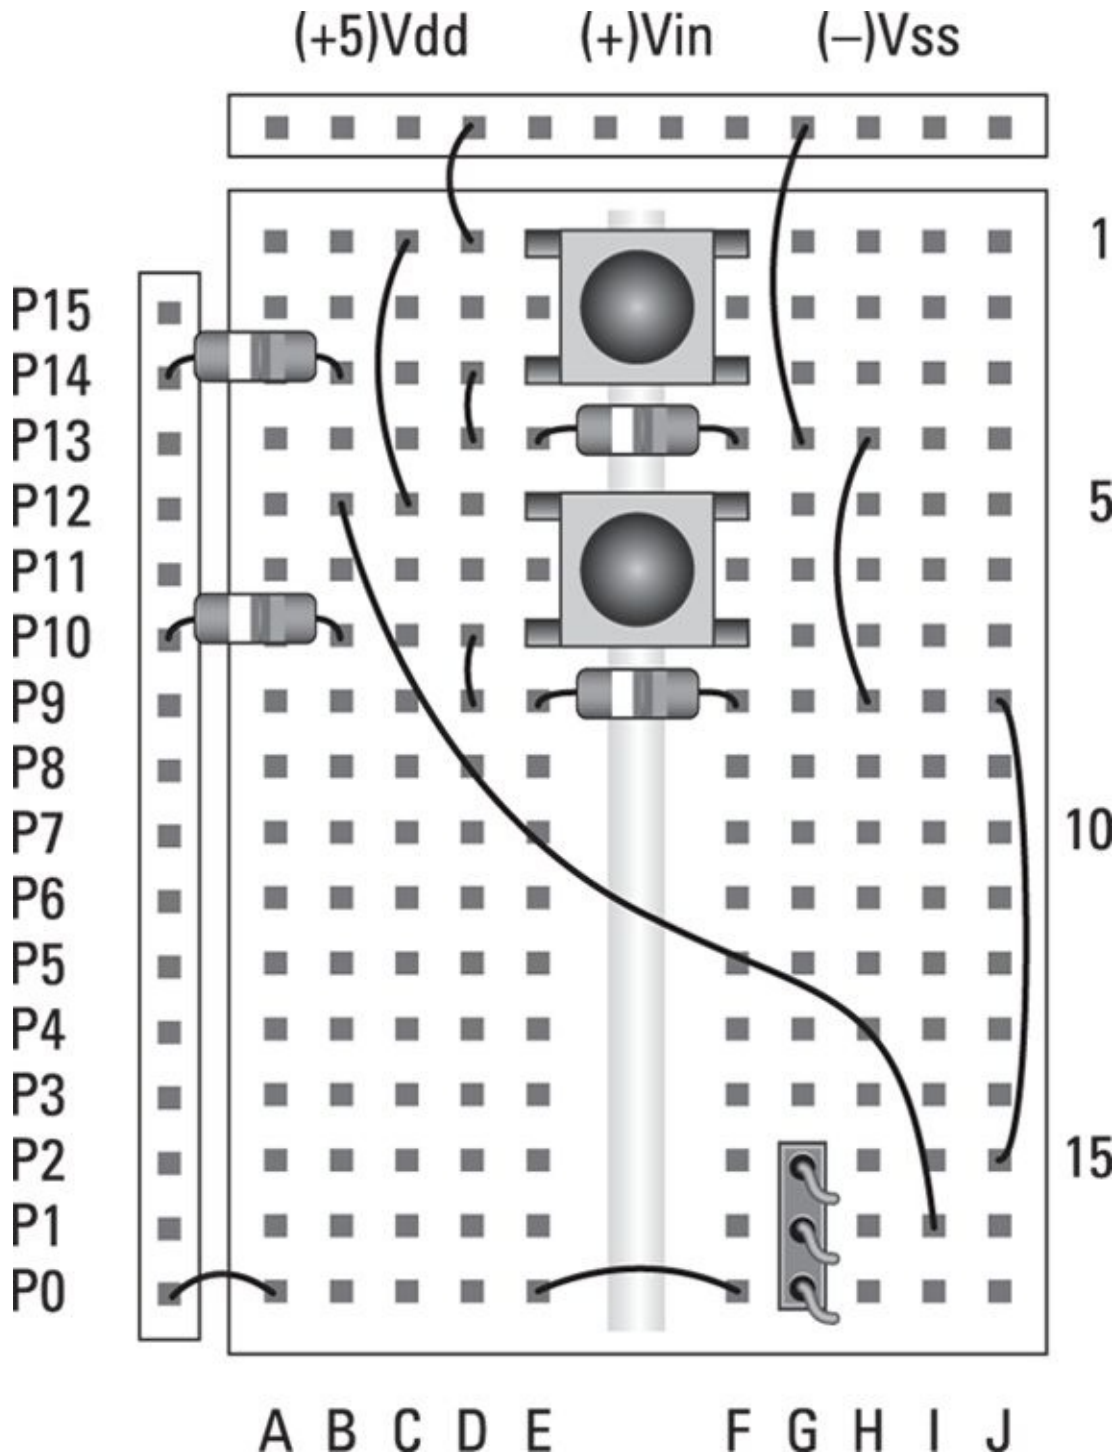 (+5)Vdd (+)Vin (−)Vss
1
P15
P14
P13
P12 5
P11
P10
P9
P8
P7 10
P6
P5
P4
P3
P2 15
P1
P0
A B C D E F G H I J